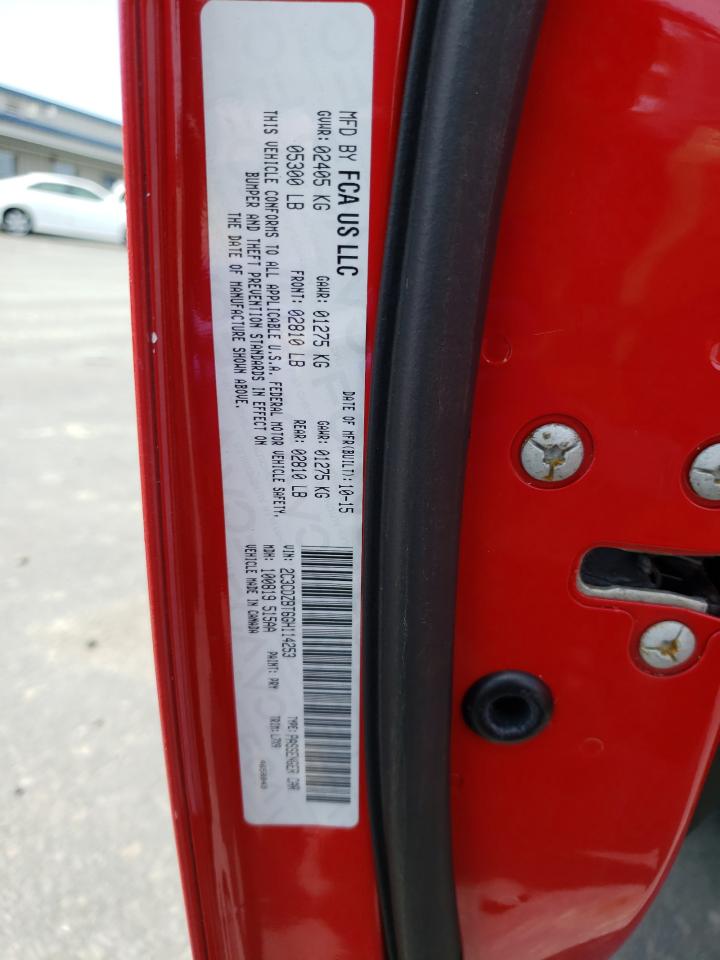 MFD BY FCA US LLC
DATE OF MFR(BUILT): 10-15
GVWR: 02405 KG GAWR: 01275 KG GAWR: 01275 KG
05300 LB FRONT: 02810 LB REAR: 02810 LB
THIS VEHICLE CONFORMS TO ALL APPLICABLE U.S.A. FEDERAL MOTOR VEHICLE SAFETY,
BUMPER AND THEFT PREVENTION STANDARDS IN EFFECT ON
THE DATE OF MANUFACTURE SHOWN ABOVE.
VIN: 2C3CDZBT6GH114253 TYPE: PASSENGER CAR
MDH: 100819 515AA PAINT: PRY TRIM: L7X9
VEHICLE MADE IN CANADA